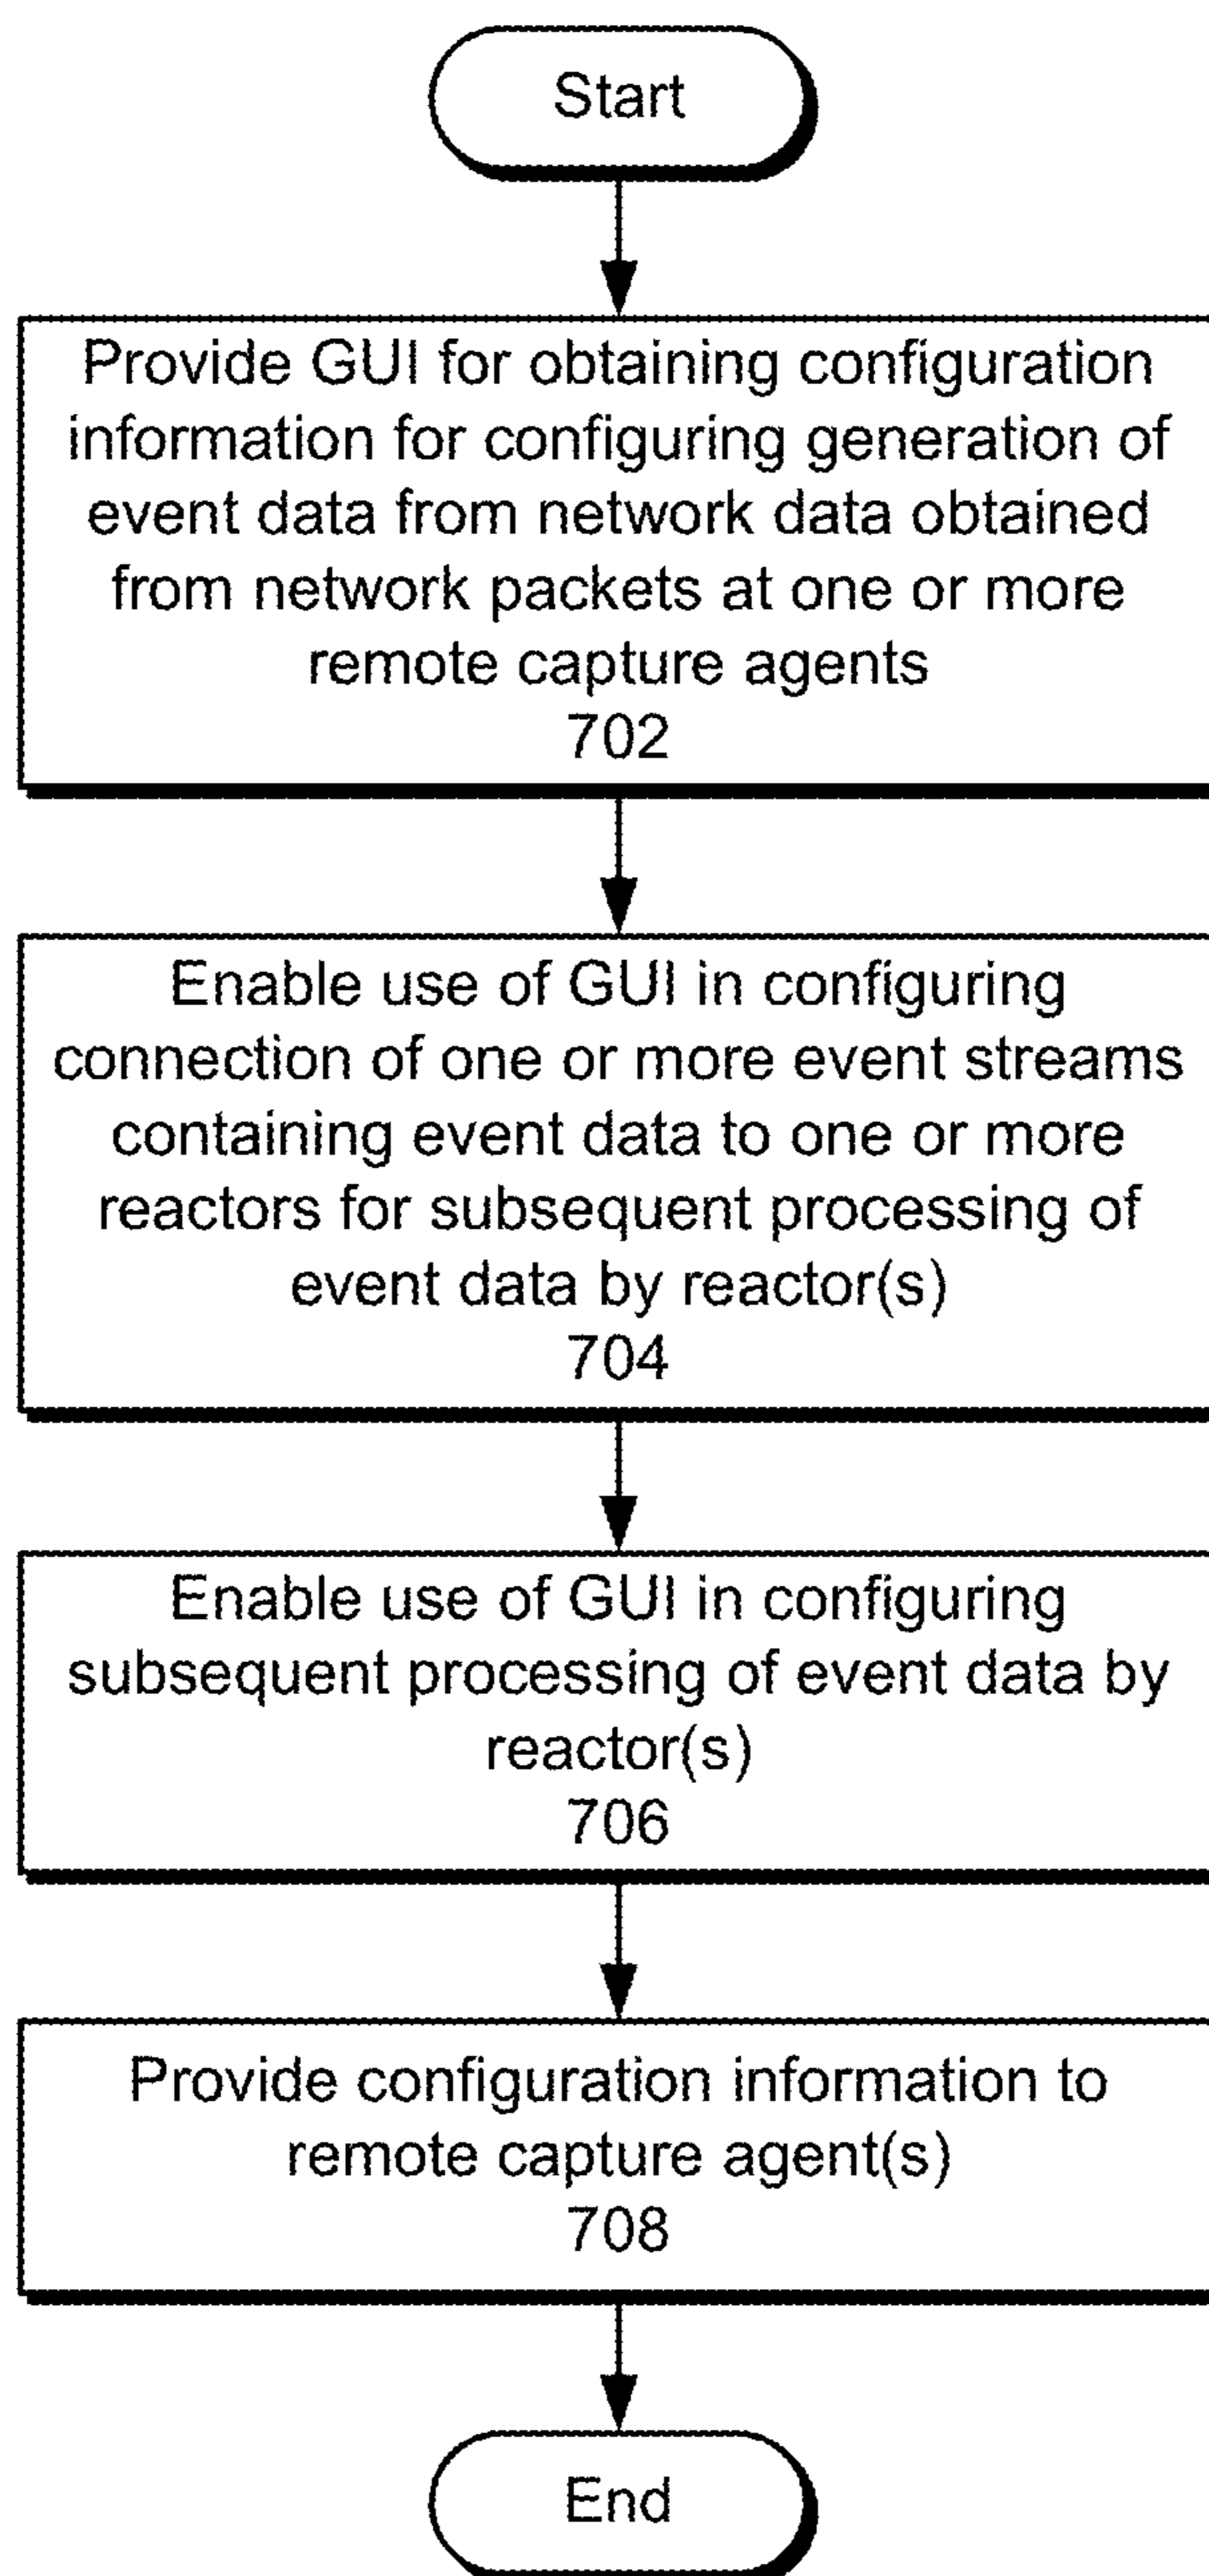 Start
Provide GUI for obtaining configuration
information for configuring generation of
event data from network data obtained
from network packets at one or more
remote capture agents
702
Enable use of GUI in configuring
connection of one or more event streams
containing event data to one or more
reactors for subsequent processing of
event data by reactor(s)
704
Enable use of GUI in configuring
subsequent processing of event data by
reactor(s)
706
Provide configuration information to
remote capture agent(s)
708
End